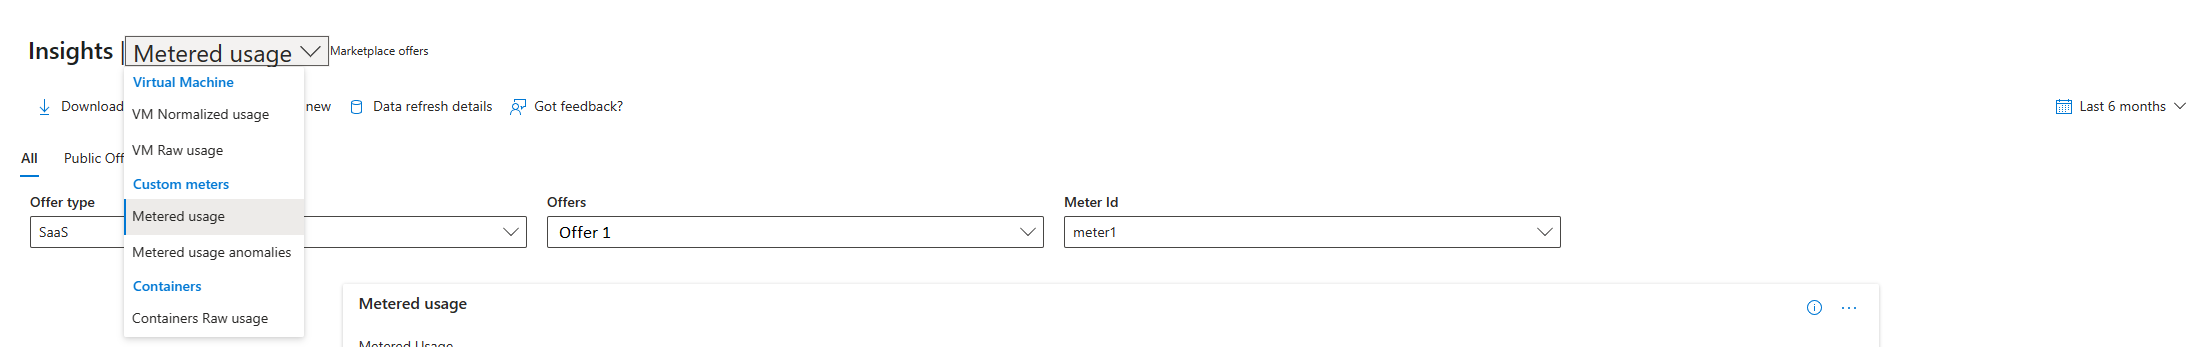 Insights | Metered usage Marketplace offers
Virtual Machine
Download new Data refresh details Got feedback? Last 6 months
VM Normalized usage
VM Raw usage
All Public Off
Custom meters
Offer type Offers Meter Id
Metered usage
SaaS Offer 1 meter1
Metered usage anomalies
Containers
Containers Raw usage
Metered usage
Metered Usage